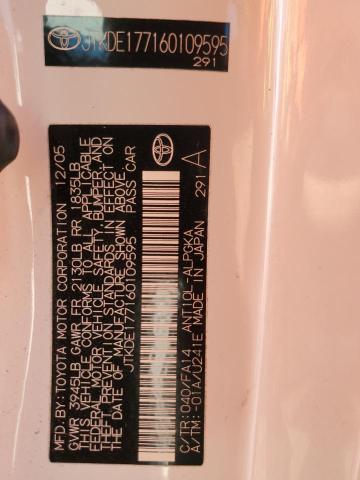 JTKDE177160109595
291
MFD. BY: TOYOTA MOTOR CORPORATION 12/05
GVWR 3945LB GAWR FR 2130LB RR 1835LB
THIS VEHICLE CONFORMS TO ALL APPLICABLE
FEDERAL MOTOR VEHICLE SAFETY, BUMPER, AND
THEFT PREVENTION STANDARDS IN EFFECT ON
THE DATE OF MANUFACTURE SHOWN ABOVE.
JTKDE177160109595 PASS CAR
C/TR: 040/FA14 ANT10L-ALPGKA
A/TM: -01A/U241E MADE IN JAPAN
291 A